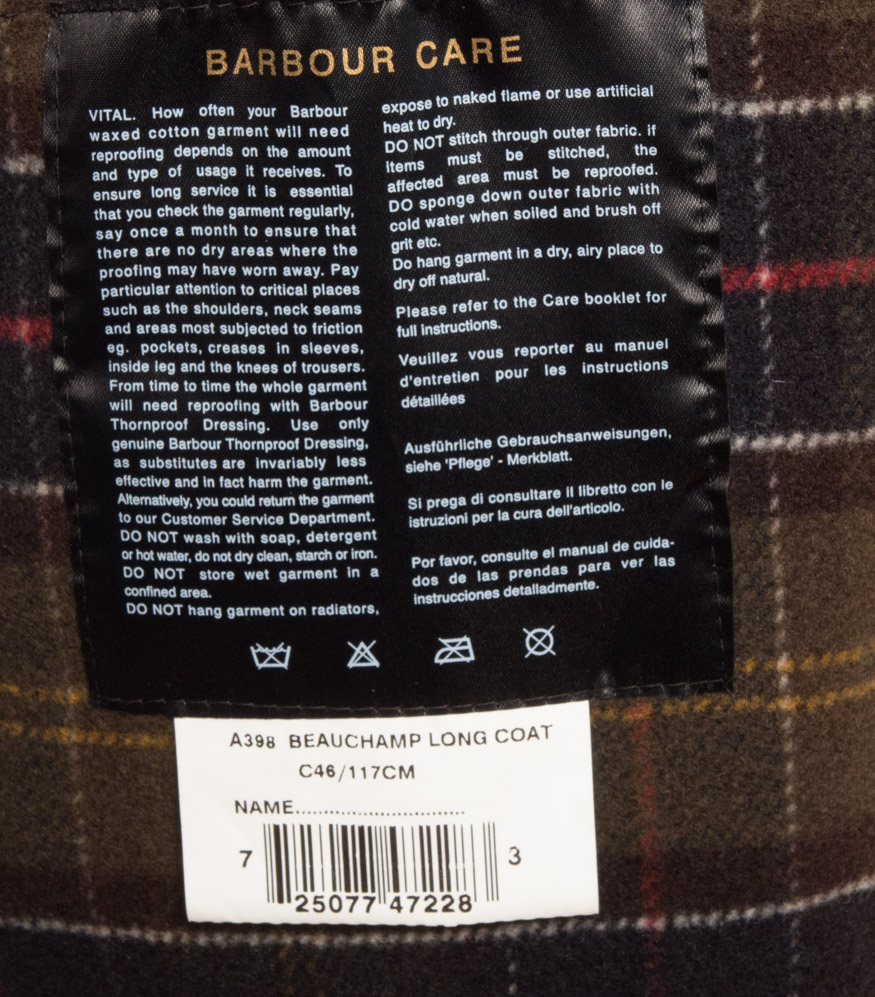 BARBOUR CARE
VITAL. How often your Barbour
waxed cotton garment will need
reproofing depends on the amount
and type of usage it receives. To
ensure long service it is essential
that you check the garment regularly,
say once a month to ensure that
there are no dry areas where the
proofing may have worn away. Pay
particular attention to critical places
such as the shoulders, neck seams
and areas most subjected to friction
eg. pockets, creases in sleeves,
inside leg and the knees of trousers.
From time to time the whole garment
will need reproofing with Barbour
Thornproof Dressing. Use only
genuine Barbour Thornproof Dressing,
as substitutes are invariably less
effective and in fact harm the garment.
Alternatively, you could return the garment
to our Customer Service Department.
DO NOT wash with soap, detergent
or hot water, do not dry clean, starch or iron.
DO NOT store wet garment in a
confined area.
DO NOT hang garment on radiators,
expose to naked flame or use artificial
heat to dry.
DO NOT stitch through outer fabric. if
items must be stitched, the
affected area must be reproofed.
DO sponge down outer fabric with
cold water when soiled and brush off
grit etc.
Do hang garment in a dry, airy place to
dry off natural.
Please refer to the Care booklet for
full instructions.
Veuillez vous reporter au manuel
d'entretien pour les instructions
détaillées
Ausführliche Gebrauchsanweisungen,
siehe 'Pflege' - Merkblatt.
Si prega di consultare il libretto con le
istruzioni per la cura dell'articolo.
Por favor, consulte el manual de cuida-
dos de las prendas para ver las
instrucciones detalladmente.
A398 BEAUCHAMP LONG COAT
C46/117CM
NAME..............................
7 25077 47228 3